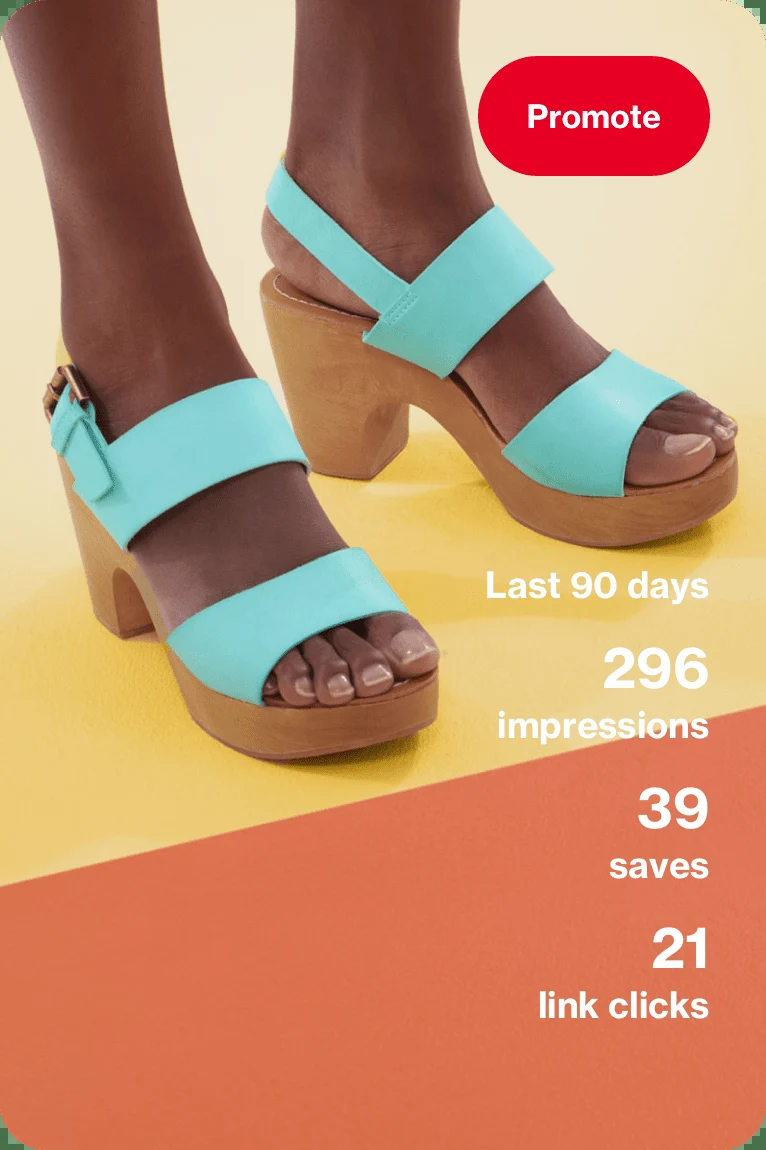 Promote
Last 90 days
296
impressions
39
saves
21
link clicks